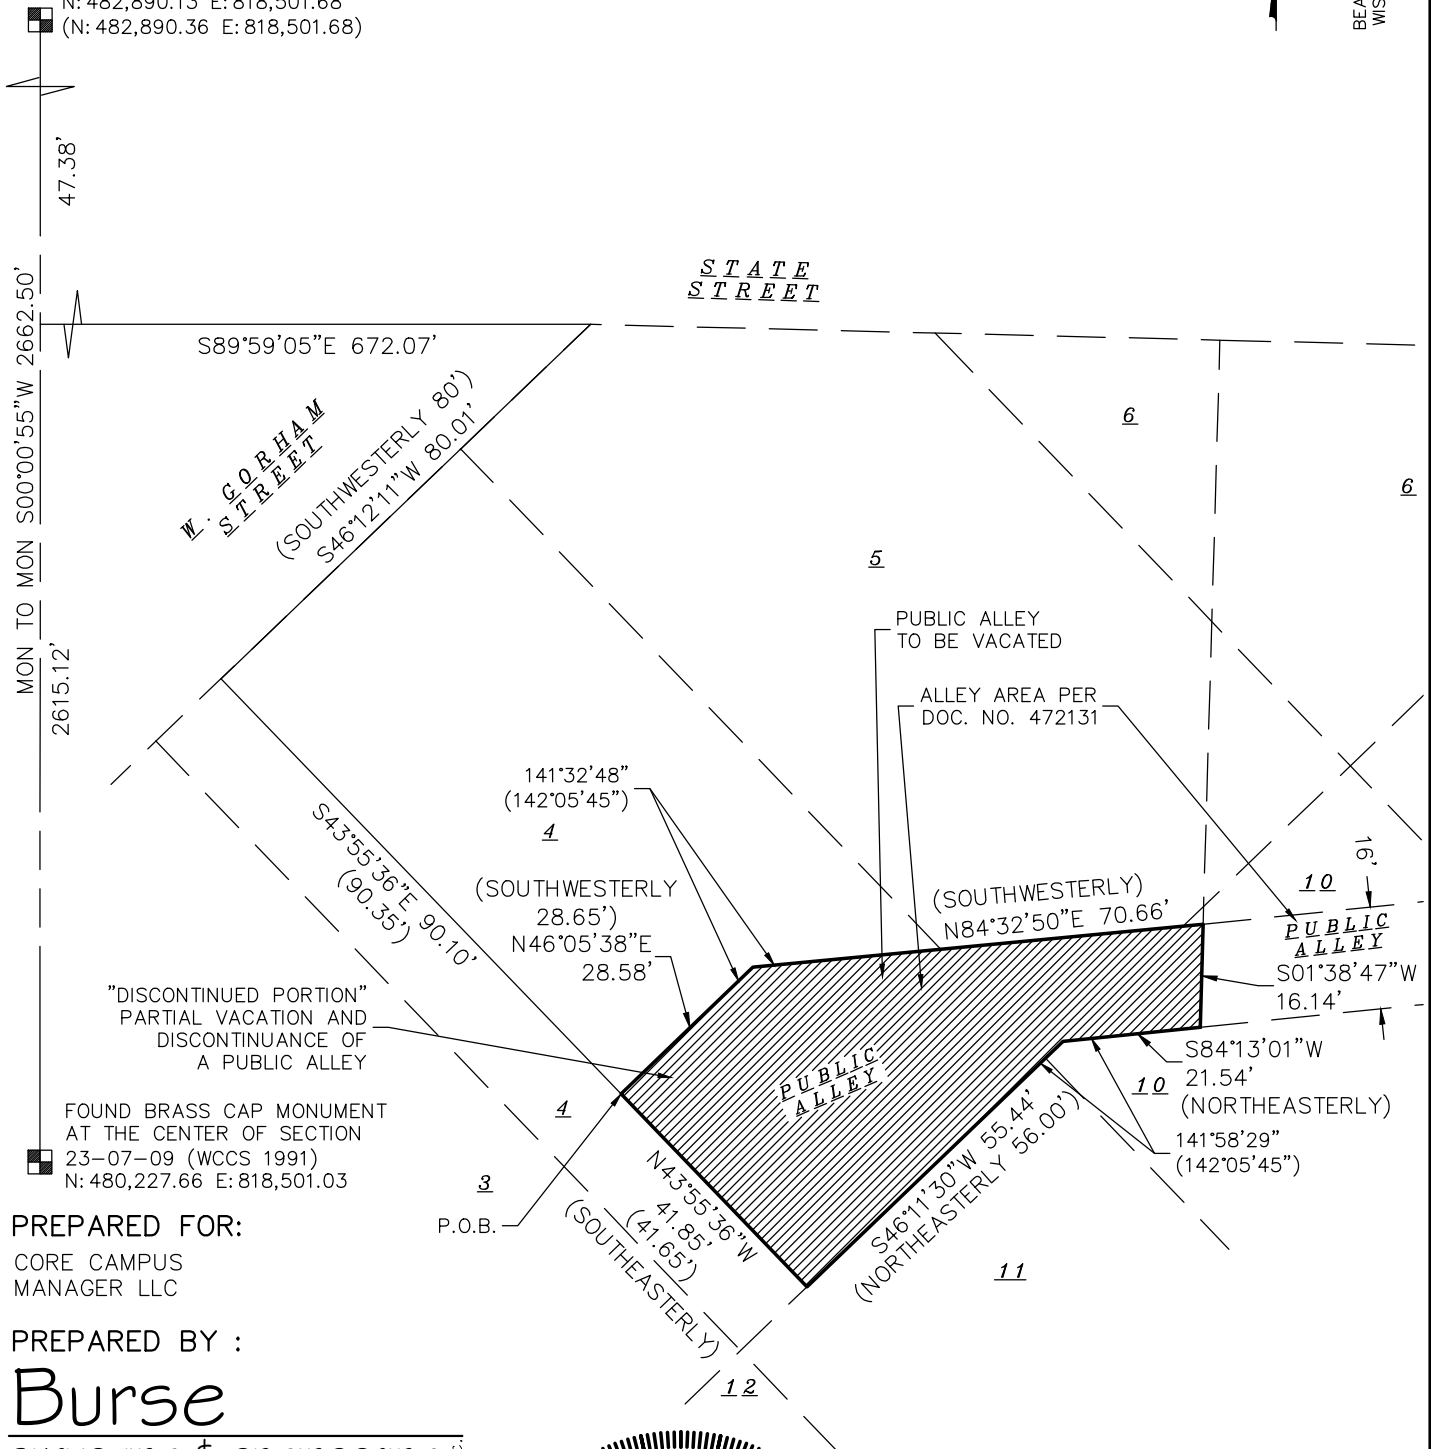 N: 482,890.13 E: 818,501.68
(N: 482,890.36 E: 818,501.68)
BEA
WIS
47.38'
MON TO MON S00°00'55"W 2662.50'
2615.12'
STATE
STREET
S89°59'05"E 672.07'
W. GORHAM
STREET
(SOUTHWESTERLY 80')
S46°12'11"W 80.01'
6
6
5
PUBLIC ALLEY
TO BE VACATED
ALLEY AREA PER
DOC. NO. 472131
141°32'48"
(142°05'45")
4
S43°55'36"E 90.10'
(90.35')
(SOUTHWESTERLY
28.65')
N46°05'38"E
28.58'
(SOUTHWESTERLY)
N84°32'50"E 70.66'
16'
10
PUBLIC
ALLEY
S01°38'47"W
16.14'
"DISCONTINUED PORTION"
PARTIAL VACATION AND
DISCONTINUANCE OF
A PUBLIC ALLEY
PUBLIC
ALLEY
S84°13'01"W
21.54'
(NORTHEASTERLY)
10
141°58'29"
(142°05'45")
4
FOUND BRASS CAP MONUMENT
AT THE CENTER OF SECTION
23-07-09 (WCCS 1991)
N: 480,227.66 E: 818,501.03
3
P.O.B.
N43°55'36"W
41.85'
(41.65')
(SOUTHEASTERLY)
S46°11'30"W 55.44'
(NORTHEASTERLY 56.00')
11
12
PREPARED FOR:
CORE CAMPUS
MANAGER LLC
PREPARED BY :
Burse